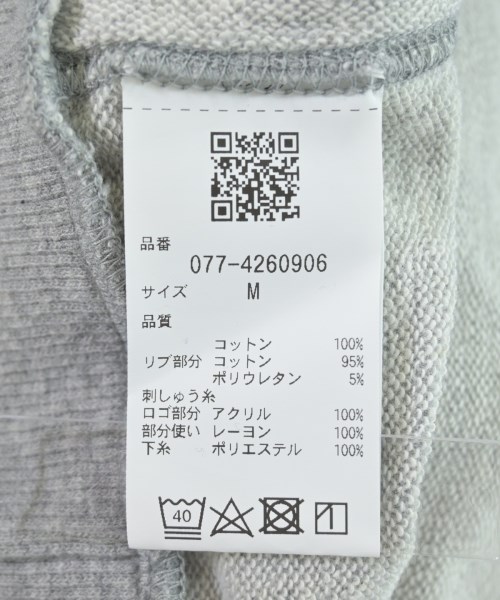 品番
077-4260906
サイズ M
品質
コットン 100%
リブ部分 コットン 95%
ポリウレタン 5%
刺しゅう糸
ロゴ部分 アクリル 100%
部分使い レーヨン 100%
下糸 ポリエステル 100%
40